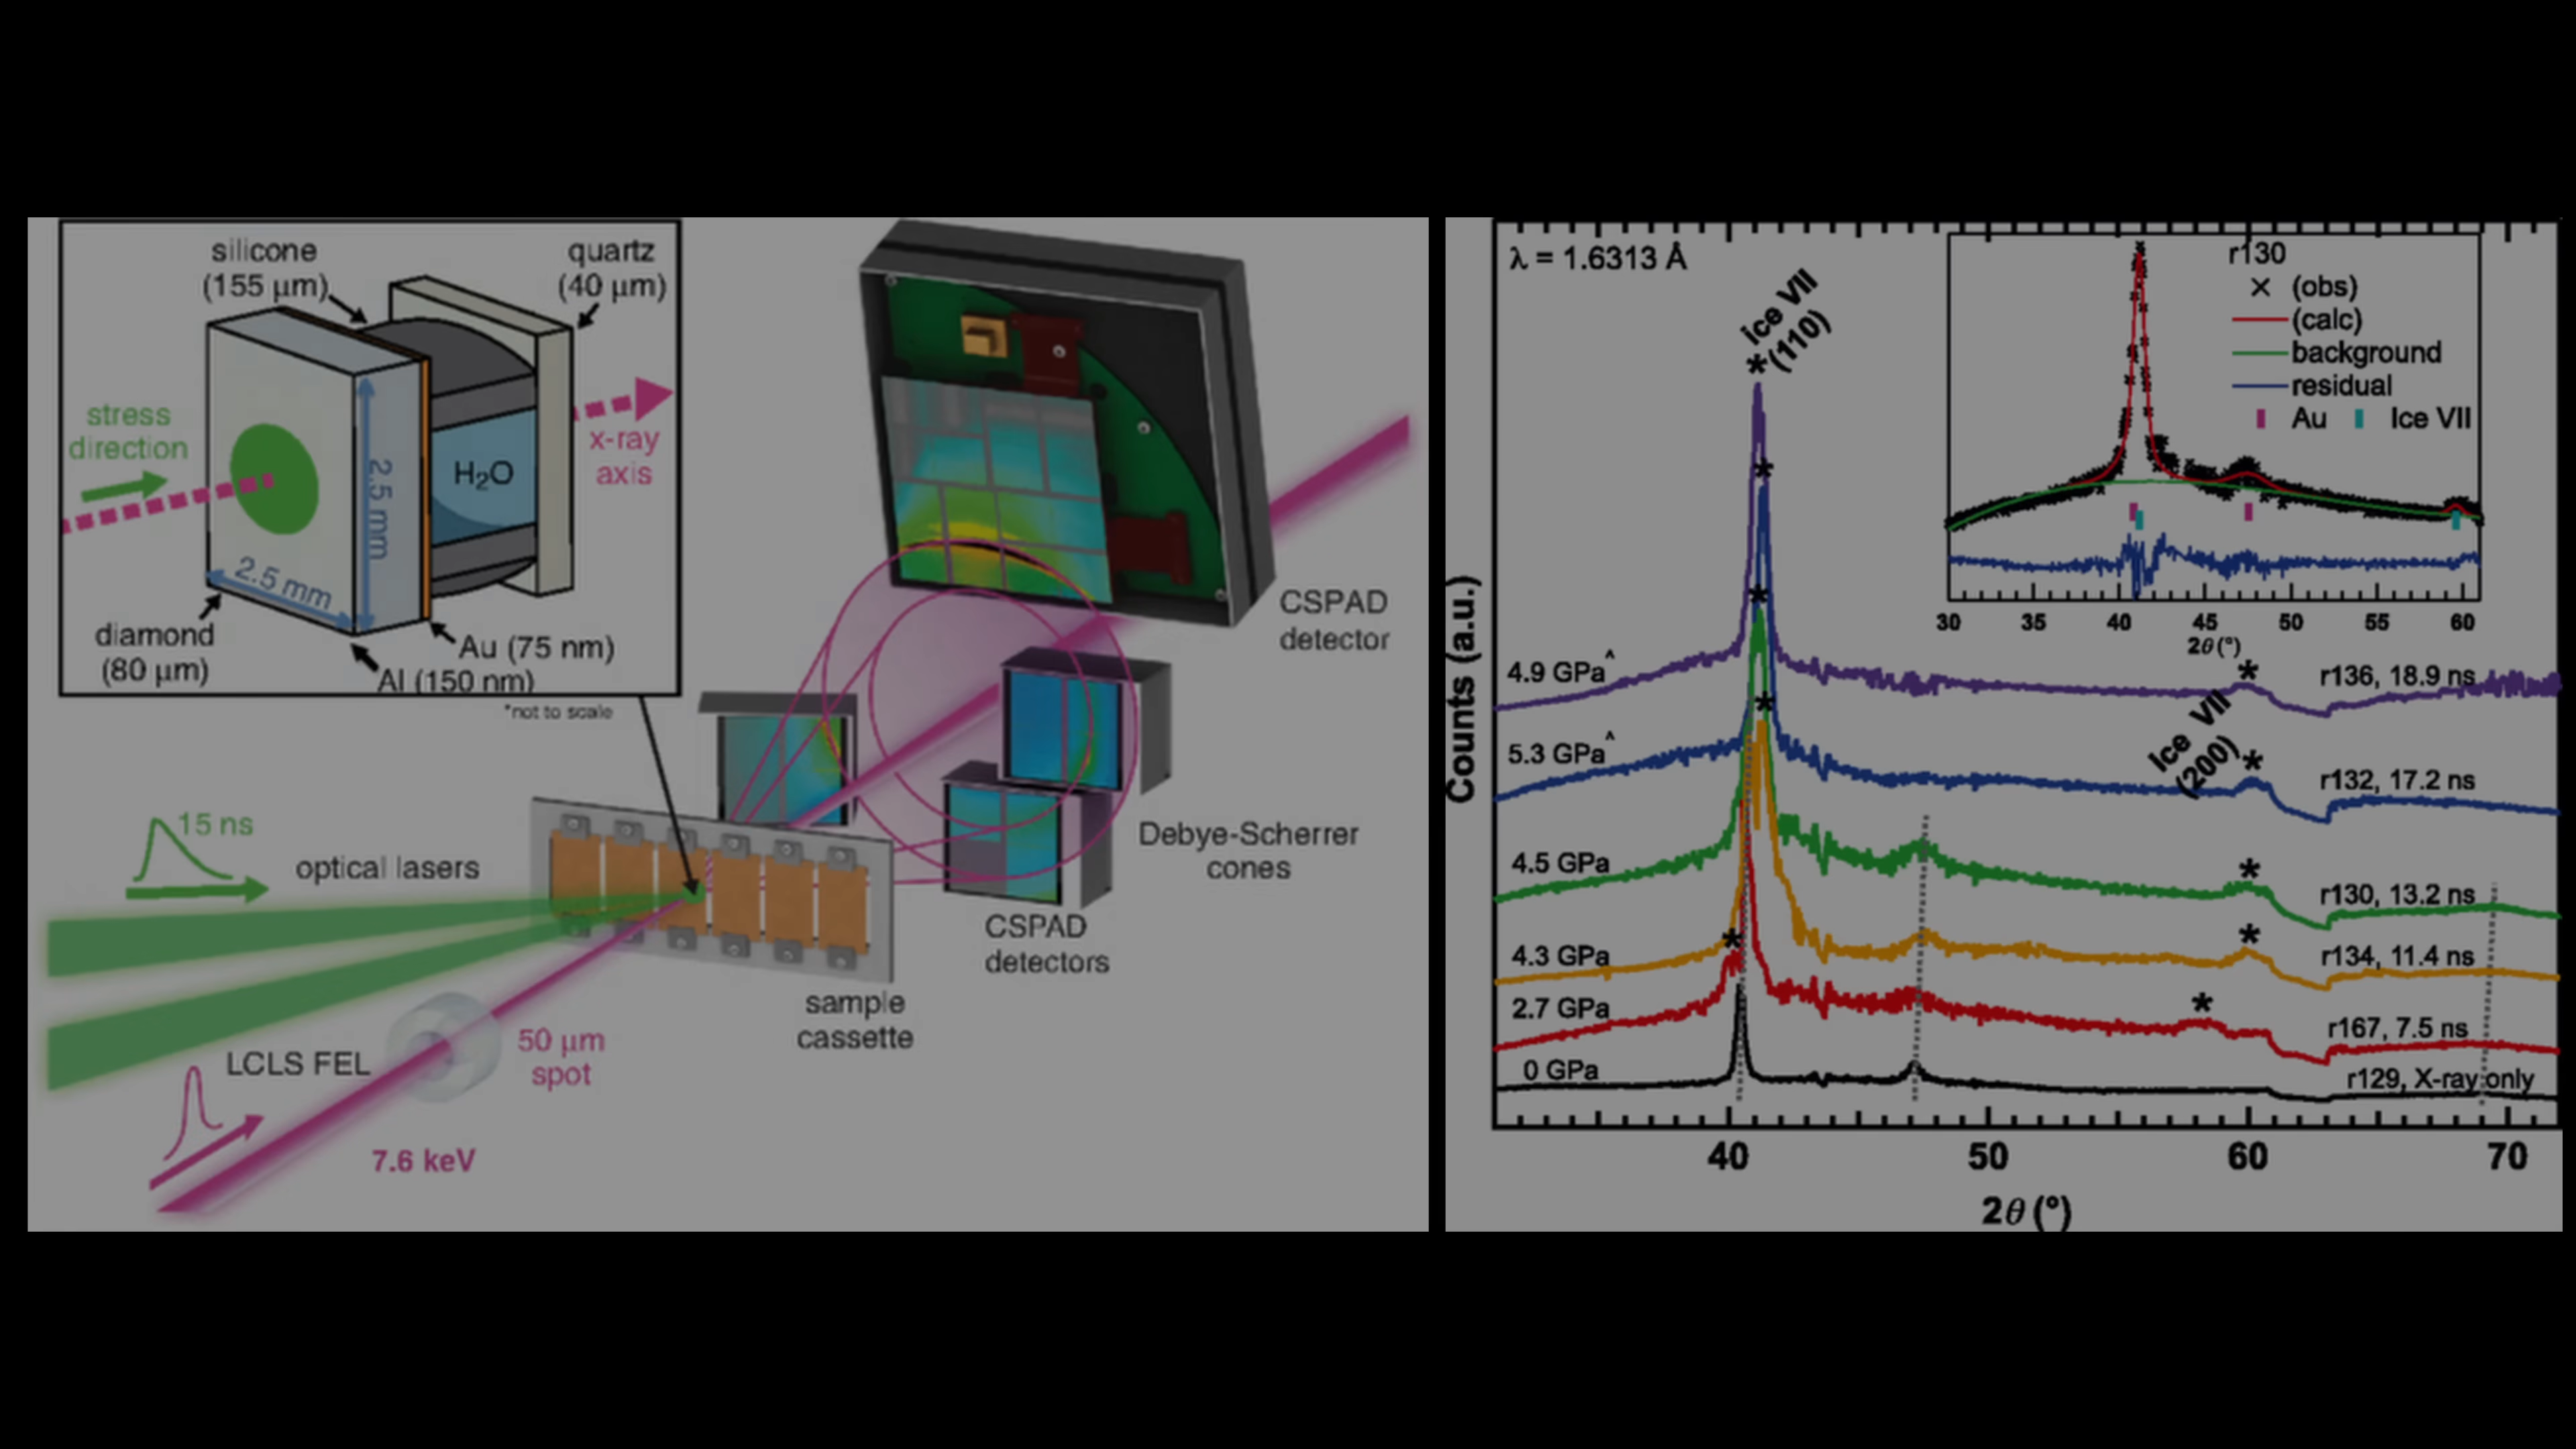 silicone
(155 μm)
quartz
(40 μm)
stress
direction
H₂O
x-ray
axis
2.5 mm
2.5 mm
diamond
(80 μm)
Au (75 nm)
Al (150 nm)
*not to scale
CSPAD
detector
15 ns
optical lasers
Debye-Scherrer
cones
CSPAD
detectors
sample
cassette
50 μm
spot
LCLS FEL
7.6 keV
λ = 1.6313 Å
ice VII
*(110)
r130
× (obs)
(calc)
background
residual
Au Ice VII
30 35 40 45 50 55 60
2θ (°)
Counts (a.u.)
4.9 GPa^
* r136, 18.9 ns
Ice VII
(200)
5.3 GPa^
* r132, 17.2 ns
4.5 GPa
* r130, 13.2 ns
4.3 GPa
* r134, 11.4 ns
2.7 GPa
* r167, 7.5 ns
0 GPa
r129, X-ray only
40 50 60 70
2θ (°)